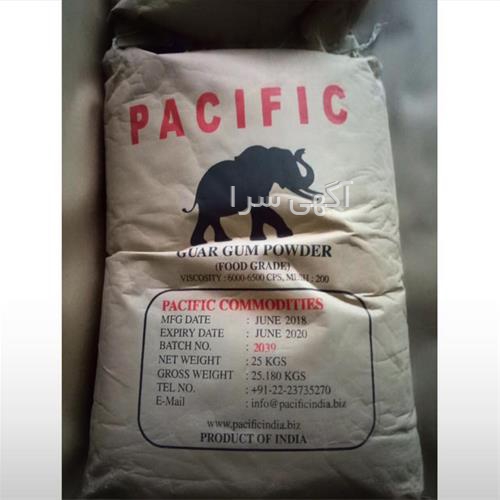 PACIFIC
آگهی سرا
GUAR GUM POWDER
(FOOD GRADE)
VISCOSITY : 6000-6500 CPS, MESH : 200
PACIFIC COMMODITIES
MFG DATE : JUNE 2018
EXPIRY DATE : JUNE 2020
BATCH NO. : 2039
NET WEIGHT : 25 KGS
GROSS WEIGHT : 25.180 KGS
TEL NO. : +91-22-23735270
E-Mail : info@pacificindia.biz
www.pacificindia.biz
PRODUCT OF INDIA